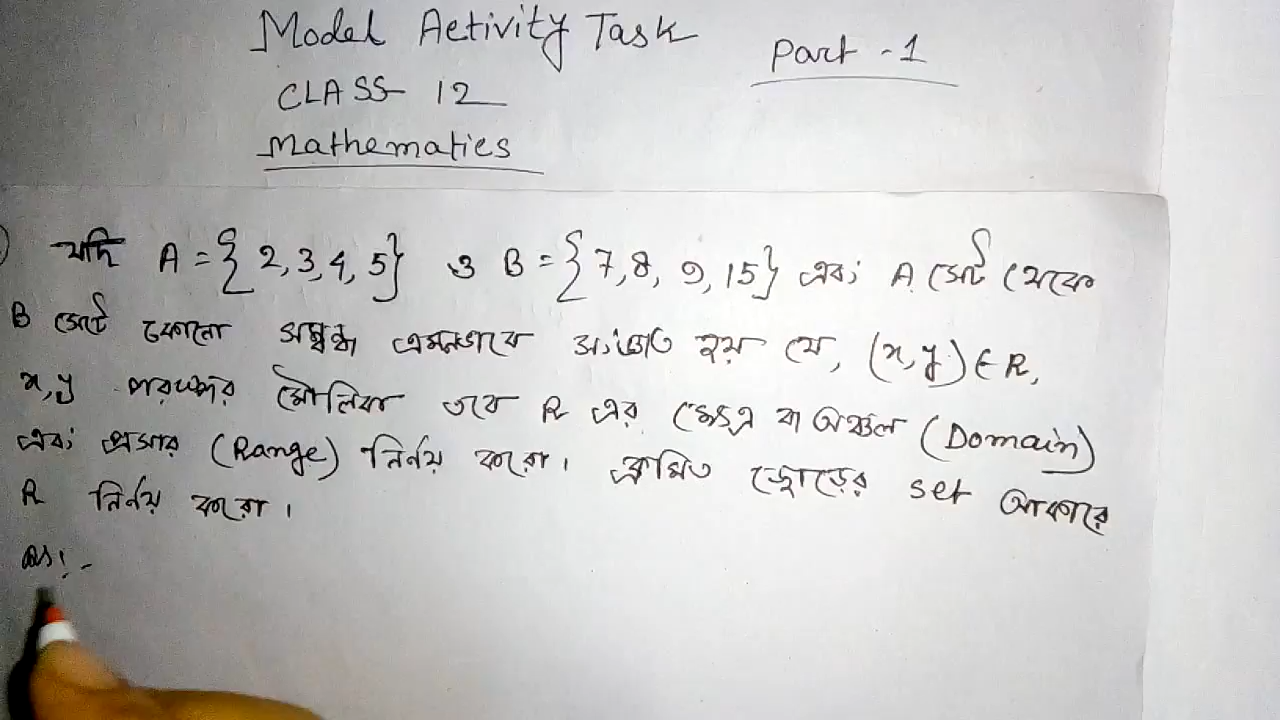 Model Activity Task
Part - 1
CLASS - 12
Mathematics
যদি A = {2, 3, 4, 5} ও B = {7, 8, 9, 15} এবং A সেট থেকে
B সেটে কোনো সম্বন্ধ এমনভাবে সংজ্ঞাত হয় যে, (x, y) ∈ R,
x, y পরস্পর মৌলিক তবে R এর ক্ষেত্র বা অঞ্চল (Domain)
এবং প্রসার (Range) নির্ণয় করো। ক্রমিত জোড়ের set আকারে
R নির্ণয় করো।